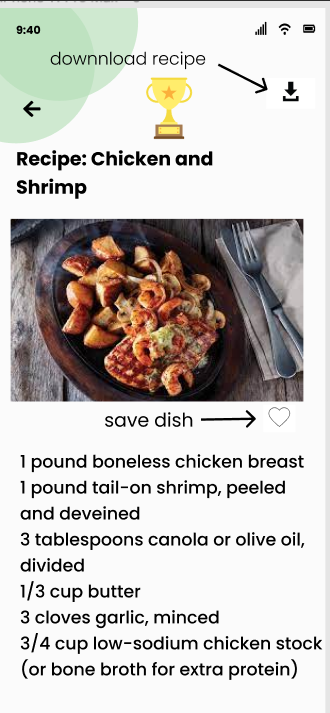 9:40
downnload recipe
Recipe: Chicken and
Shrimp
save dish
1 pound boneless chicken breast
1 pound tail-on shrimp, peeled
and deveined
3 tablespoons canola or olive oil,
divided
1/3 cup butter
3 cloves garlic, minced
3/4 cup low-sodium chicken stock
(or bone broth for extra protein)